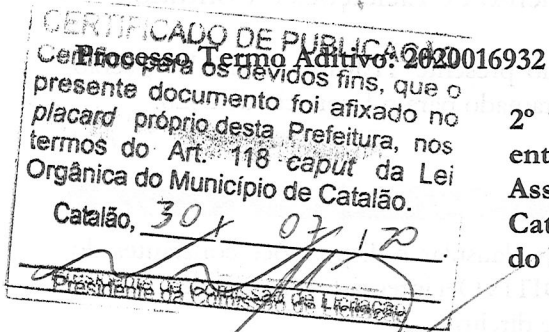 CERTIFICADO DE PUBLICAÇÃO
Processo Termo Aditivo: 2020016932
Certifico para os devidos fins, que o
presente documento foi afixado no
placard próprio desta Prefeitura, nos
termos do Art. 118 caput da Lei
Orgânica do Município de Catalão.
Catalão, 30 / 07 / 20.
Presidente da Comissão de Licitação
2º
ent
Ass
Cat
do